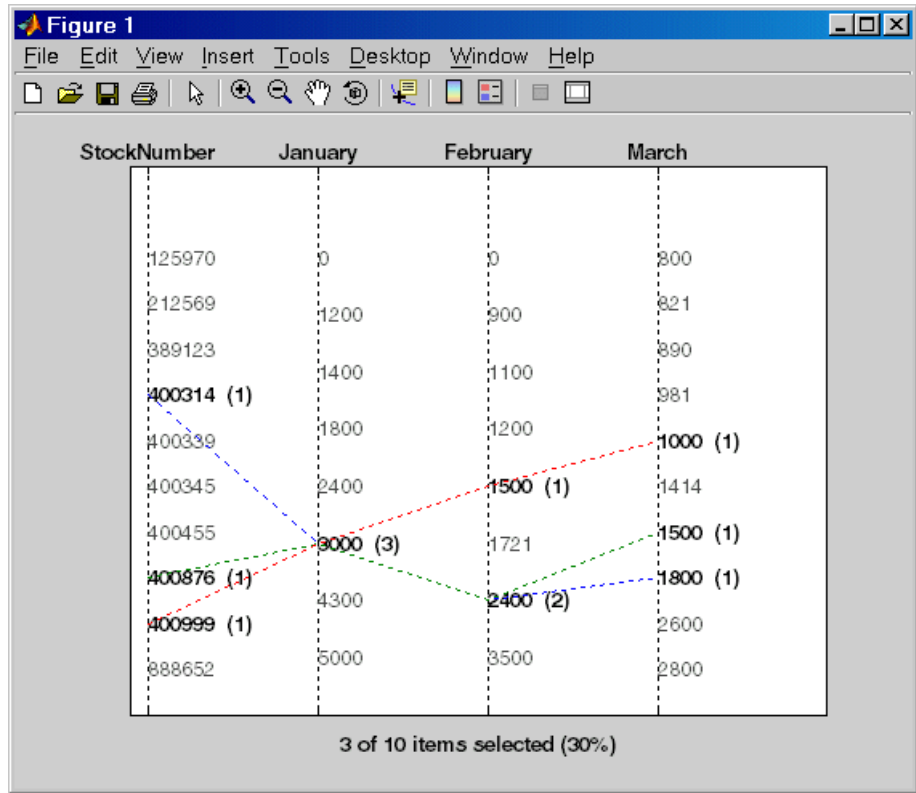 Figure 1
File Edit View Insert Tools Desktop Window Help
StockNumber January February March
125970 0 0 800
212569 1200 900 821
389123 1400 1100 890
400314 (1) 981
400339 1800 1200 1000 (1)
400345 2400 1500 (1) 1414
400455 3000 (3) 1721 1500 (1)
400876 (1) 4300 2400 (2) 1800 (1)
400999 (1) 2600
888652 5000 3500 2800
3 of 10 items selected (30%)